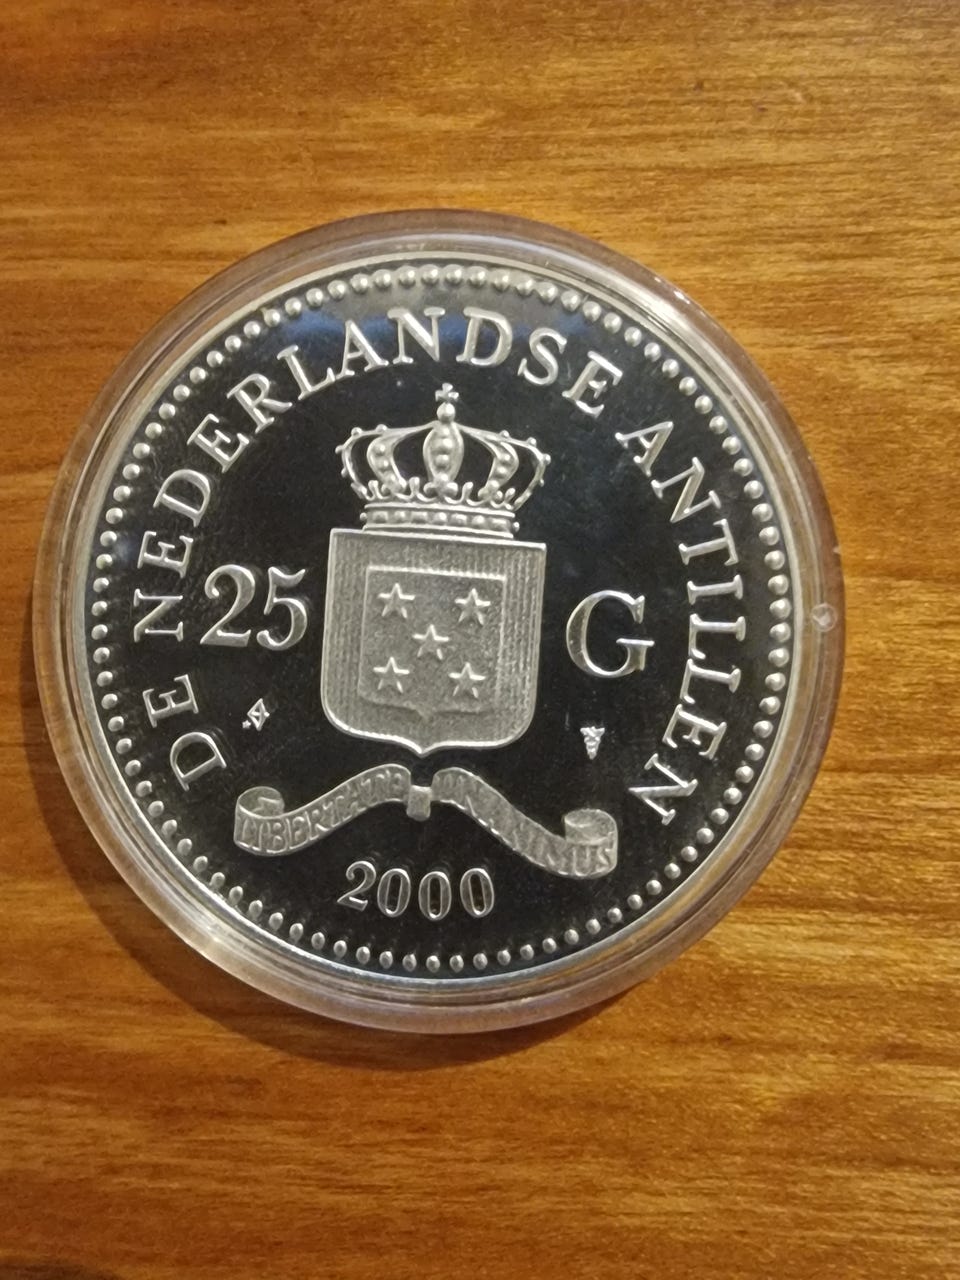 DE NEDERLANDSE ANTILLEN
25 G
LIBERTATE UNANIMUS
2000